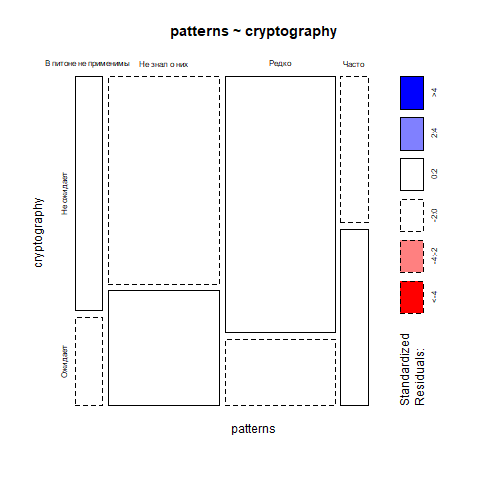 patterns ~ cryptography
В питоне не применимы
Не знал о них
Редко
Часто
Не ожидает
Ожидает
cryptography
patterns
Standardized
Residuals:
<-4
-4:-2
-2:0
0:2
2:4
>4